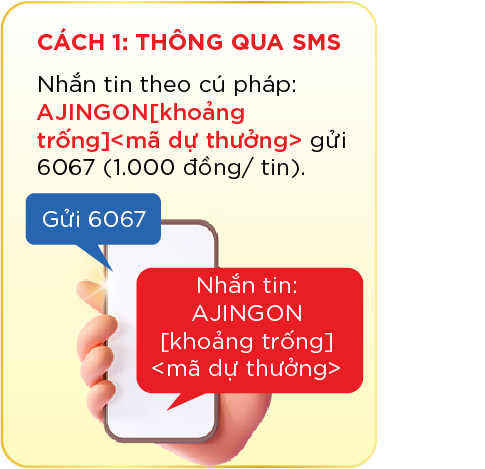 CÁCH 1: THÔNG QUA SMS
Nhắn tin theo cú pháp:
AJINGON[khoảng
trống]<mã dự thưởng> gửi
6067 (1.000 đồng/ tin).
Gửi 6067
Nhắn tin:
AJINGON
[khoảng trống]
<mã dự thưởng>